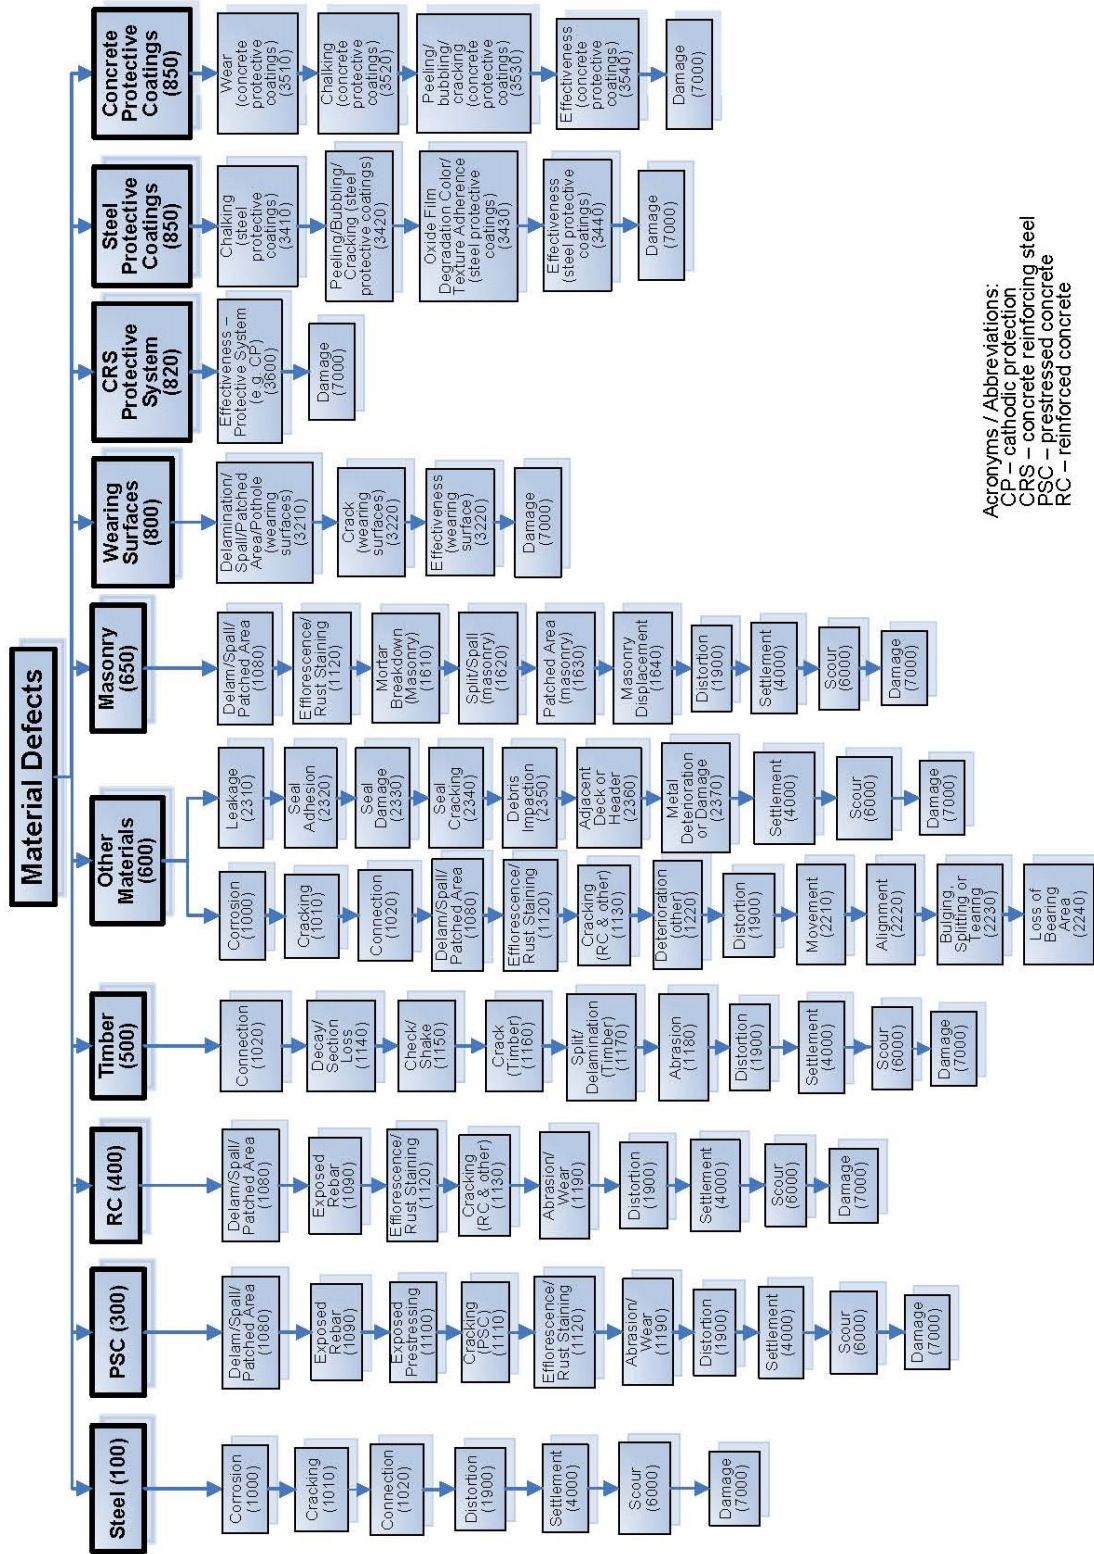 Material Defects
Steel (100)
Corrosion
(1000)
Cracking
(1010)
Connection
(1020)
Distortion
(1900)
Settlement
(4000)
Scour
(6000)
Damage
(7000)
PSC (300)
Delam/Spall/
Patched Area
(1080)
Exposed
Rebar
(1090)
Exposed
Prestressing
(1100)
Cracking
(PSC)
(1110)
Efflorescence/
Rust Staining
(1120)
Abrasion/
Wear
(1190)
Distortion
(1900)
Settlement
(4000)
Scour
(6000)
Damage
(7000)
RC (400)
Delam/Spall/
Patched Area
(1080)
Exposed
Rebar
(1090)
Efflorescence/
Rust Staining
(1120)
Cracking
(RC & other)
(1130)
Abrasion/
Wear
(1190)
Distortion
(1900)
Settlement
(4000)
Scour
(6000)
Damage
(7000)
Timber
(500)
Connection
(1020)
Decay/
Section
Loss
(1140)
Check/
Shake
(1150)
Crack
(Timber)
(1160)
Split/
Delamination
(Timber)
(1170)
Abrasion
(1180)
Distortion
(1900)
Settlement
(4000)
Scour
(6000)
Damage
(7000)
Other
Materials
(600)
Corrosion
(1000)
Cracking
(1010)
Connection
(1020)
Delam/Spall/
Patched Area
(1080)
Efflorescence/
Rust Staining
(1120)
Cracking
(RC & other)
(1130)
Deterioration
(other)
(1220)
Distortion
(1900)
Movement
(2210)
Alignment
(2220)
Bulging,
Splitting or
Tearing
(2230)
Loss of
Bearing
Area
(2240)
Leakage
(2310)
Seal
Adhesion
(2320)
Seal
Damage
(2330)
Seal
Cracking
(2340)
Debris
Impaction
(2350)
Adjacent
Deck or
Header
(2360)
Metal
Deterioration
or Damage
(2370)
Settlement
(4000)
Scour
(6000)
Damage
(7000)
Masonry
(650)
Delam/Spall/
Patched Area
(1080)
Efflorescence/
Rust Staining
(1120)
Mortar
Breakdown
(Masonry)
(1610)
Split/Spall
(masonry)
(1620)
Patched Area
(masonry)
(1630)
Masonry
Displacement
(1640)
Distortion
(1900)
Settlement
(4000)
Scour
(6000)
Damage
(7000)
Wearing
Surfaces
(800)
Delamination/
Spall/Patched
Area/Pothole
(wearing
surfaces)
(3210)
Crack
(wearing
surfaces)
(3220)
Effectiveness
(wearing
surface)
(3220)
Damage
(7000)
CRS
Protective
System
(820)
Effectiveness –
Protective System
(e.g. CP)
(3600)
Damage
(7000)
Steel
Protective
Coatings
(850)
Chalking
(steel
protective
coatings)
(3410)
Peeling/Bubbling/
Cracking (steel
protective coatings)
(3420)
Oxide Film
Degradation Color/
Texture Adherence
(steel protective
coatings)
(3430)
Effectiveness
(steel protective
coatings)
(3440)
Damage
(7000)
Concrete
Protective
Coatings
(850)
Wear
(concrete
protective
coatings)
(3510)
Chalking
(concrete
protective
coatings)
(3520)
Peeling/
bubbling/
cracking
(concrete
protective
coatings)
(3530)
Effectiveness
(concrete
protective
coatings)
(3540)
Damage
(7000)
Acronyms / Abbreviations:
CP – cathodic protection
CRS – concrete reinforcing steel
PSC – prestressed concrete
RC – reinforced concrete